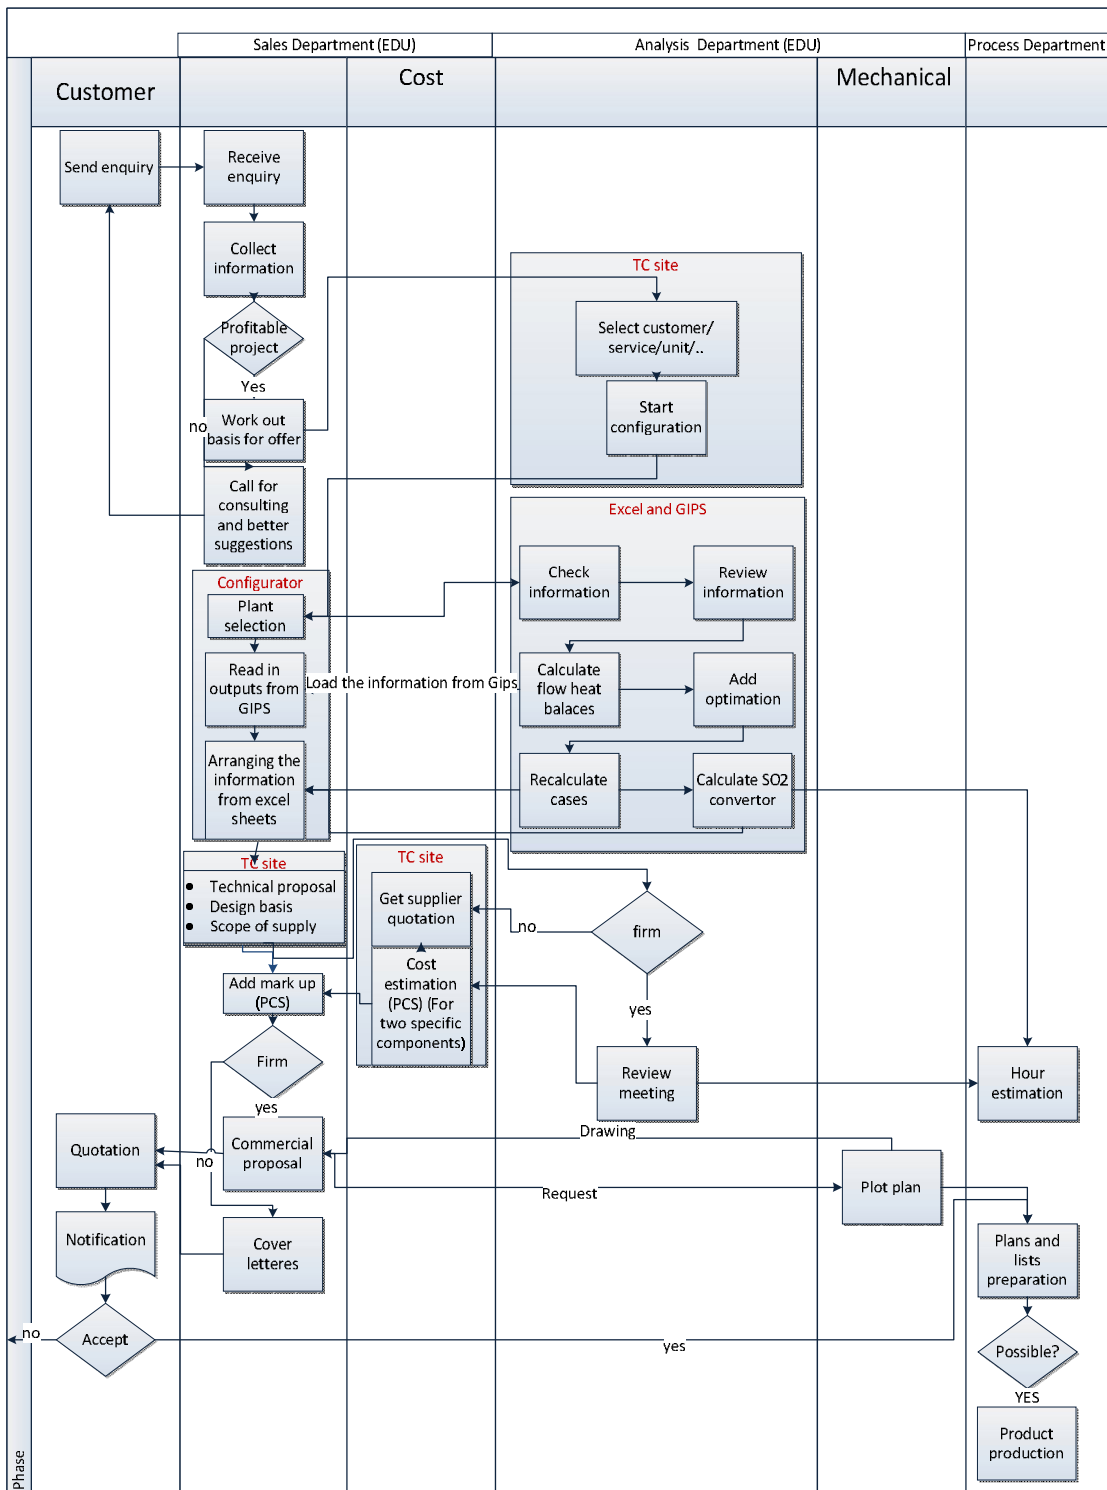 Sales Department (EDU)
Analysis  Department (EDU)
Process Department
Customer
Cost
Mechanical
Send enquiry
Receive
enquiry
Collect
information
Profitable
project
Yes
no
Work out
basis for offer
Call for
consulting
and better
suggestions
TC site
Select customer/
service/unit/..
Start
configuration
Excel and GIPS
Check
information
Review
information
Calculate
flow heat
balaces
Add
optimation
Recalculate
cases
Calculate SO2
convertor
Configurator
Plant
selection
Read in
outputs from
GIPS
Load the information from Gips
Arranging the
information
from excel
sheets
TC site
• Technical proposal
• Design basis
• Scope of supply
TC site
Get supplier
quotation
Cost
estimation
(PCS) (For
two specific
components)
no
firm
yes
Add mark up
(PCS)
Firm
yes
Review
meeting
Hour
estimation
Drawing
Quotation
no
Commercial
proposal
Request
Plot plan
Notification
Cover
letteres
Plans and
lists
preparation
no
Accept
yes
Possible?
YES
Product
production
Phase